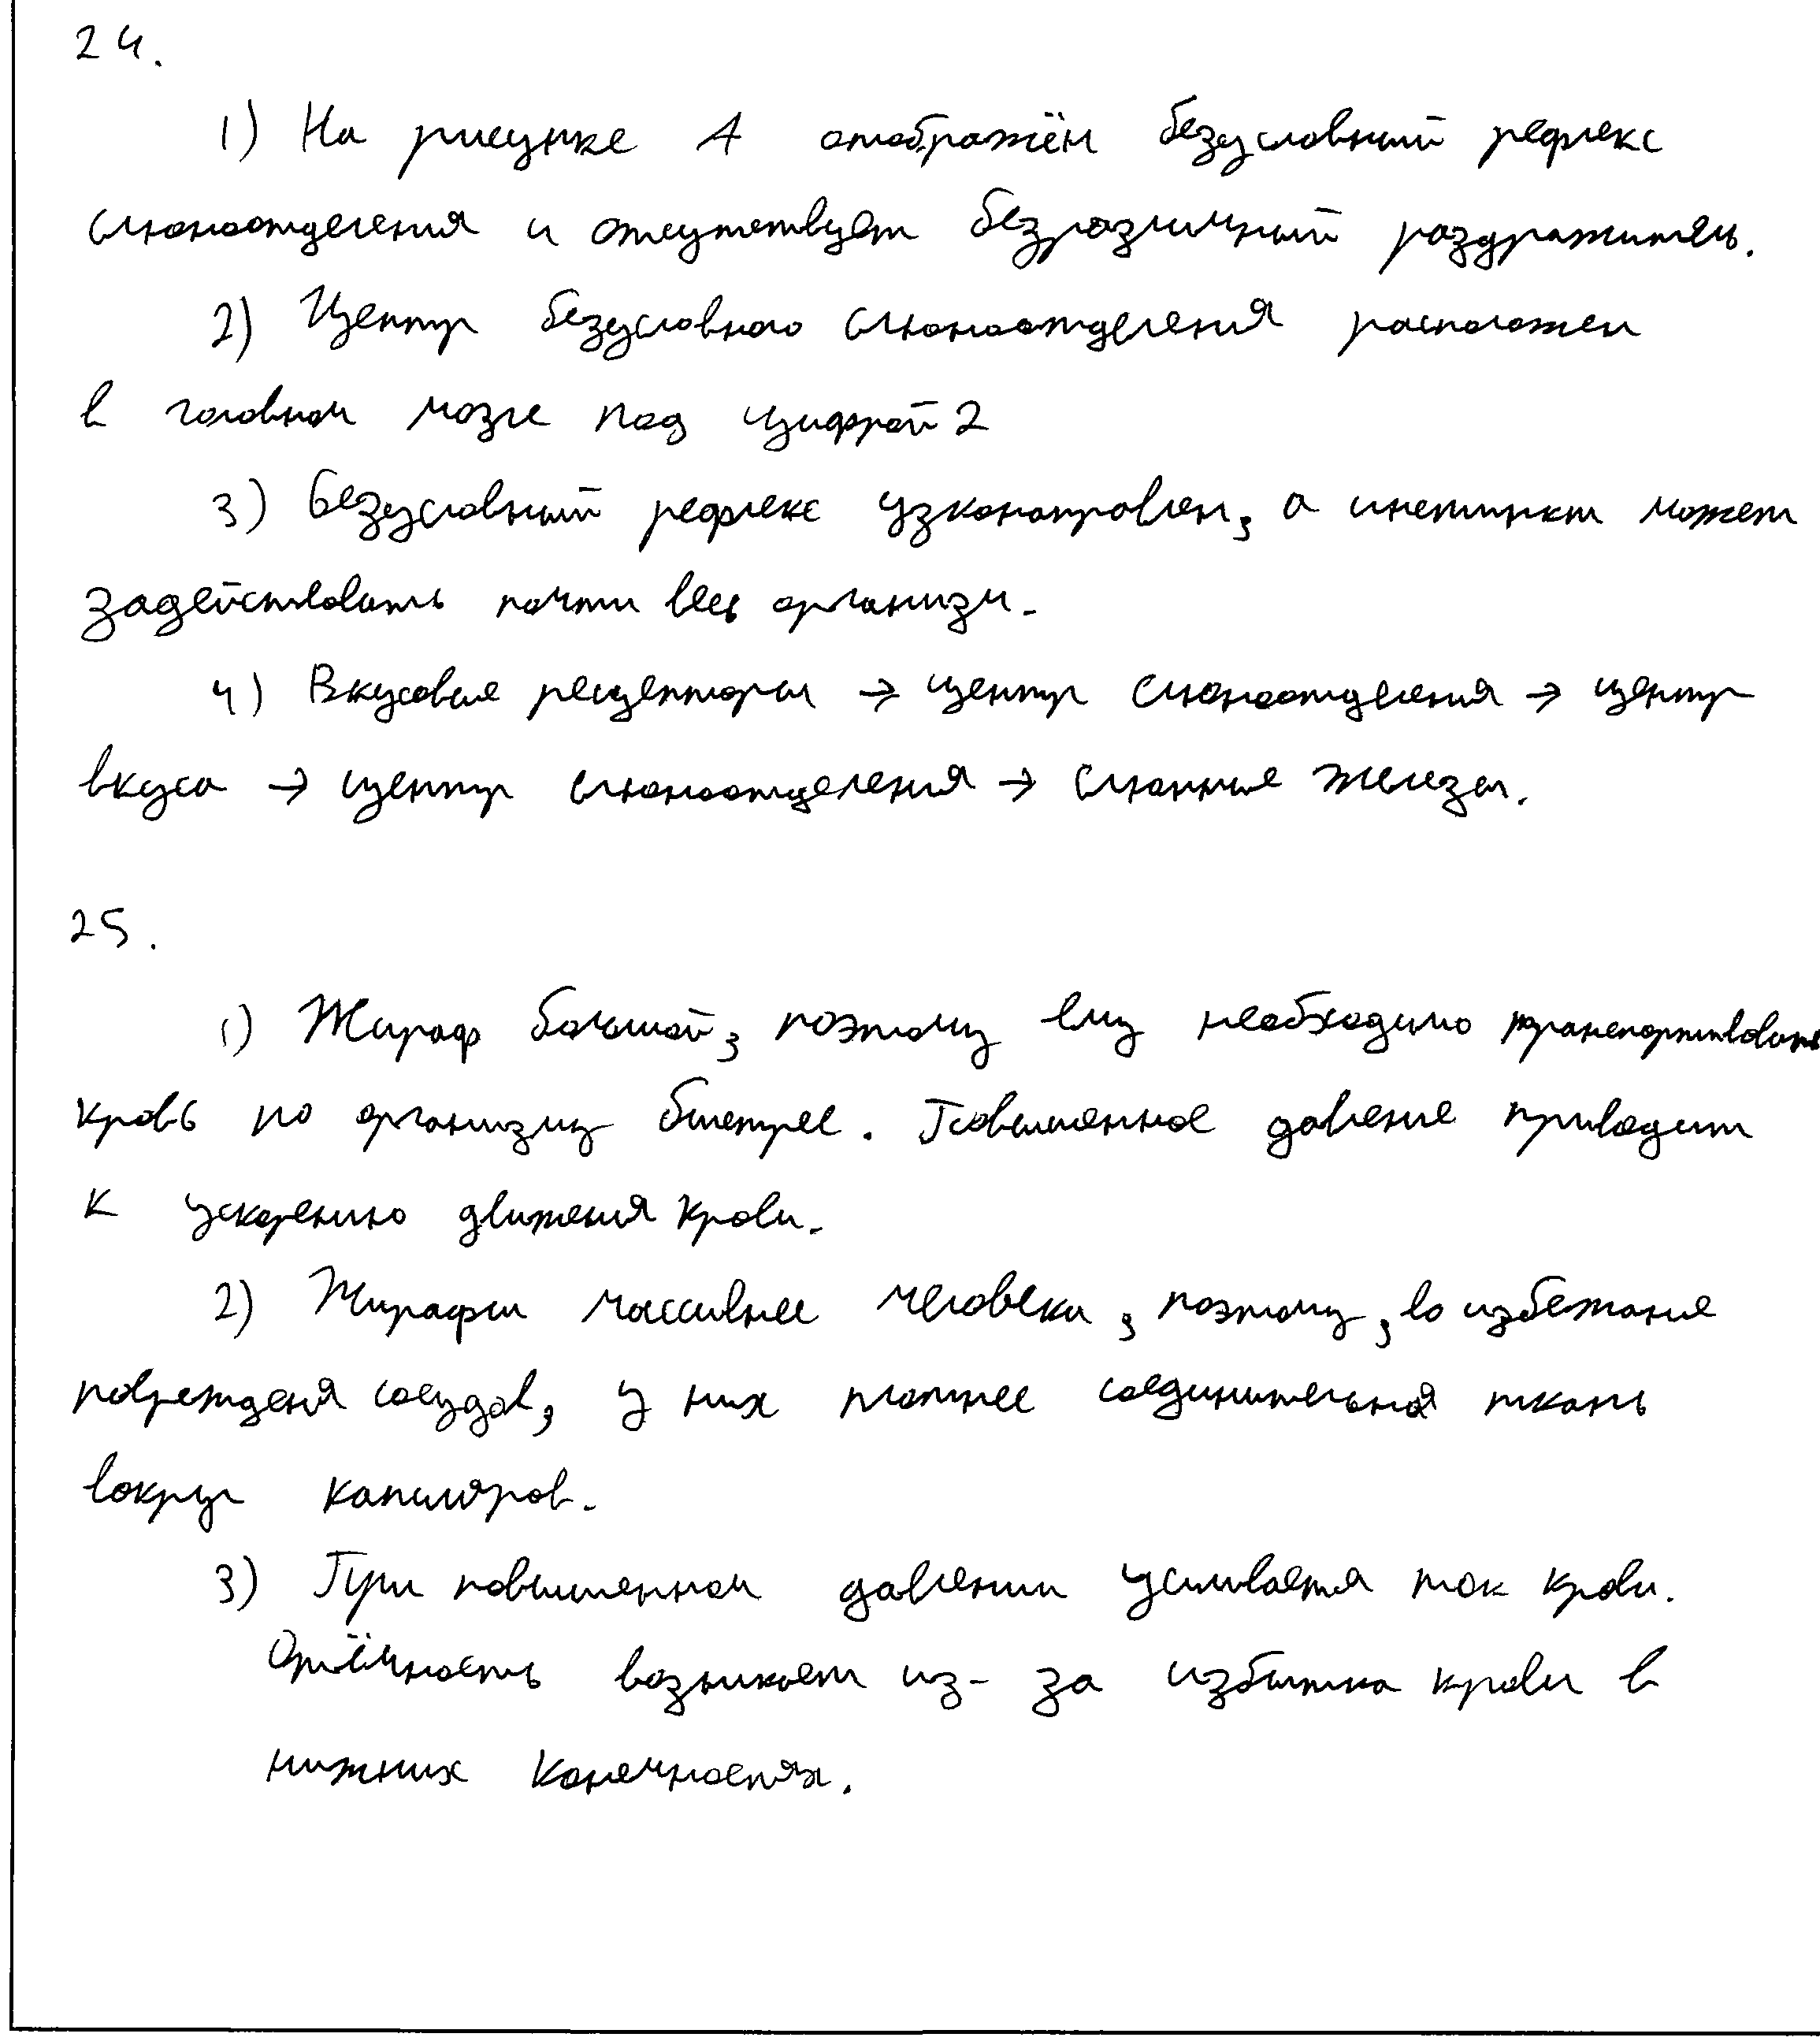 24.
1) На рисунке А отображён безусловный рефлекс
слюноотделения и отсутствует безразличный раздражитель.
2) Центр безусловного слюноотделения расположен
в головном мозге под цифрой 2
3) Безусловный рефлекс узконаправлен, а инстинкт может
задействовать почти весь организм.
4) Вкусовые рецепторы → центр слюноотделения → центр
вкуса → центр слюноотделения → слюнные железы.
25.
1) Жираф большой, поэтому ему необходимо транспортировать
кровь по организму быстрее. Повышенное давление приводит
к ускорению движения крови.
2) Жирафы массивнее человека, поэтому, во избежание
повреждения сосудов, у них плотнее соединительная ткань
вокруг капиляров.
3) При повышенном давлении усиливается ток крови.
Отёчность возникает из-за избытка крови в
нижних конечностях.